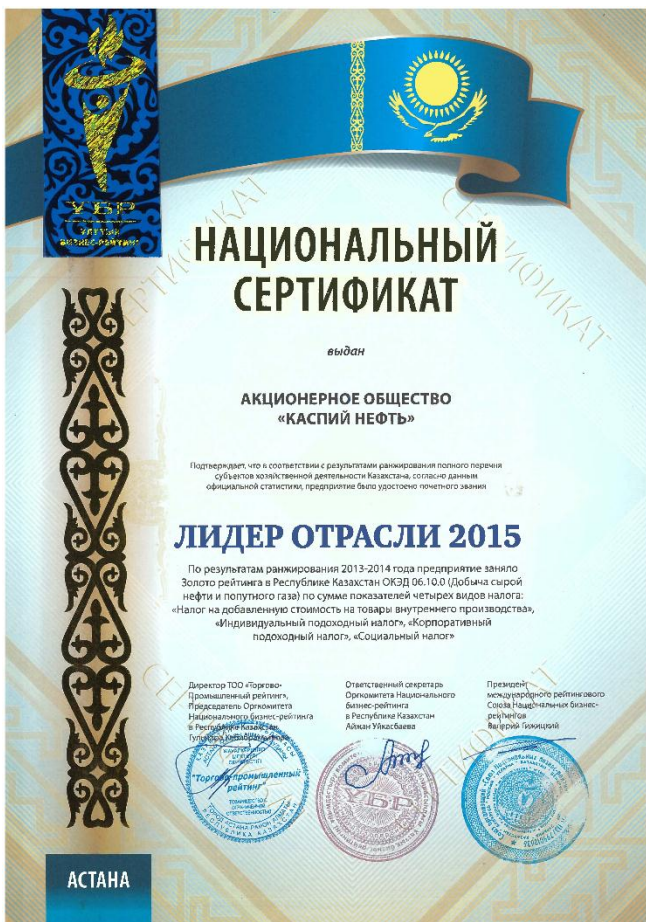 УБР
ҰЛТТЫҚ
БИЗНЕС-РЕЙТИНГ
НАЦИОНАЛЬНЫЙ
СЕРТИФИКАТ
выдан
АКЦИОНЕРНОЕ ОБЩЕСТВО
«КАСПИЙ НЕФТЬ»
Подтверждает, что в соответствии с результатами ранжирования полного перечня
субъектов хозяйственной деятельности Казахстана, согласно данным
официальной статистики, предприятие было удостоено почетного звания
ЛИДЕР ОТРАСЛИ 2015
По результатам ранжирования 2013-2014 года предприятие заняло
Золото рейтинга в Республике Казахстан ОКЭД 06.10.0 (Добыча сырой
нефти и попутного газа) по сумме показателей четырех видов налога:
«Налог на добавленную стоимость на товары внутреннего производства»,
«Индивидуальный подоходный налог», «Корпоративный
подоходный налог», «Социальный налог»
Директор ТОО «Торгово-
Промышленный рейтинг»,
Председатель Оргкомитета
Национального бизнес-рейтинга
в Республике Казахстан
Ответственный секретарь
Оргкомитета Национального
бизнес-рейтинга
в Республике Казахстан
Айман Уйкасбаева
Президент
международного рейтингового
Союза Национальных бизнес-
рейтингов
Валерий Гижицкий
"Торгово-промышленный
рейтинг"
УБР
АСТАНА